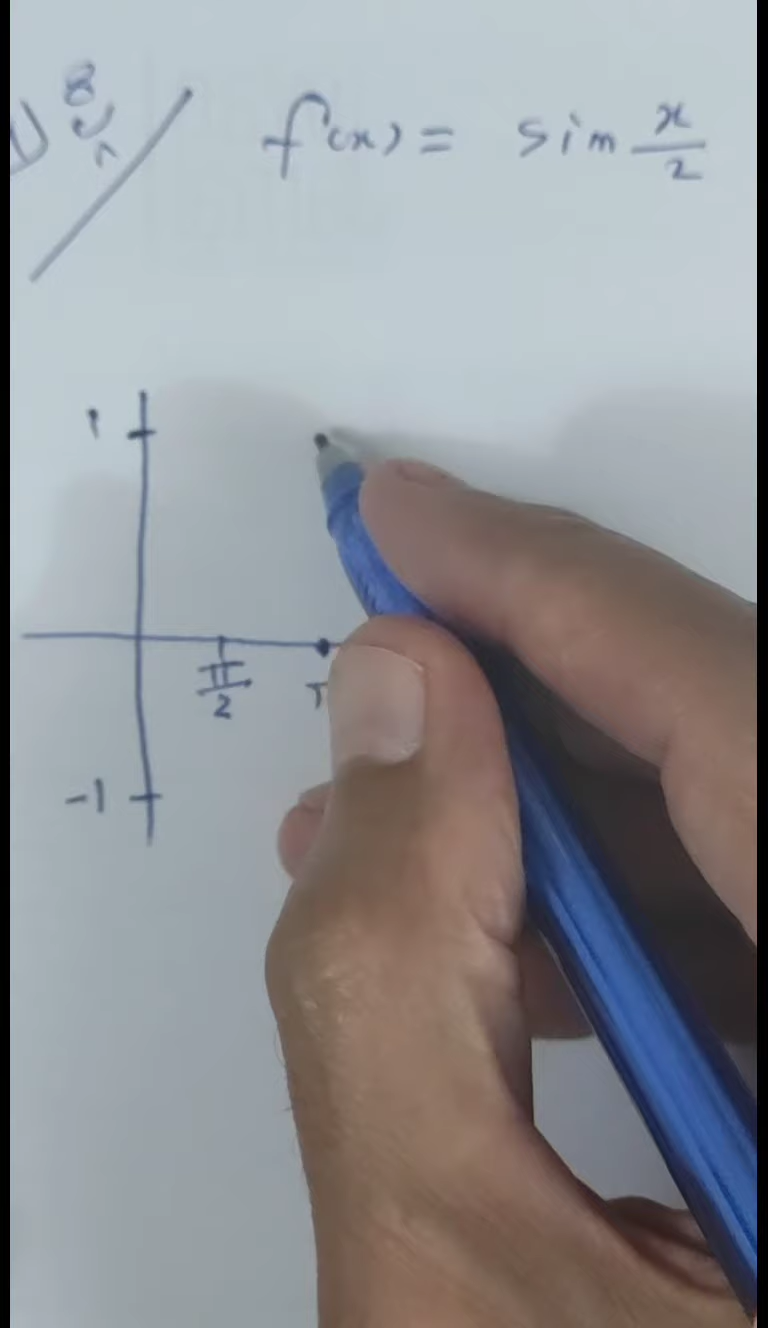 f(x) = sin x/2
1
π/2
-1